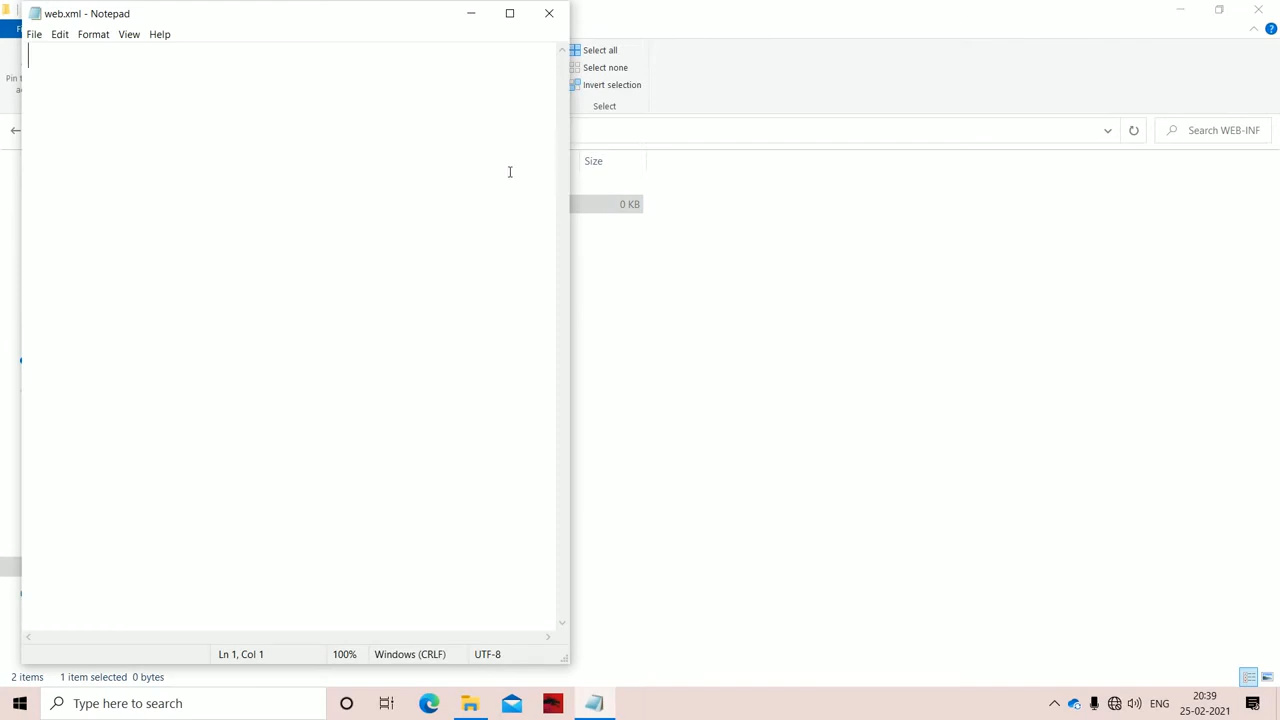 web.xml - Notepad
File Edit Format View Help
Select all
Select none
Pin t
Invert selection
a
Select
Search WEB-INF
Size
0 KB
Ln 1, Col 1 100% Windows (CRLF) UTF-8
2 items 1 item selected 0 bytes
Type here to search
ENG
20:39
25-02-2021